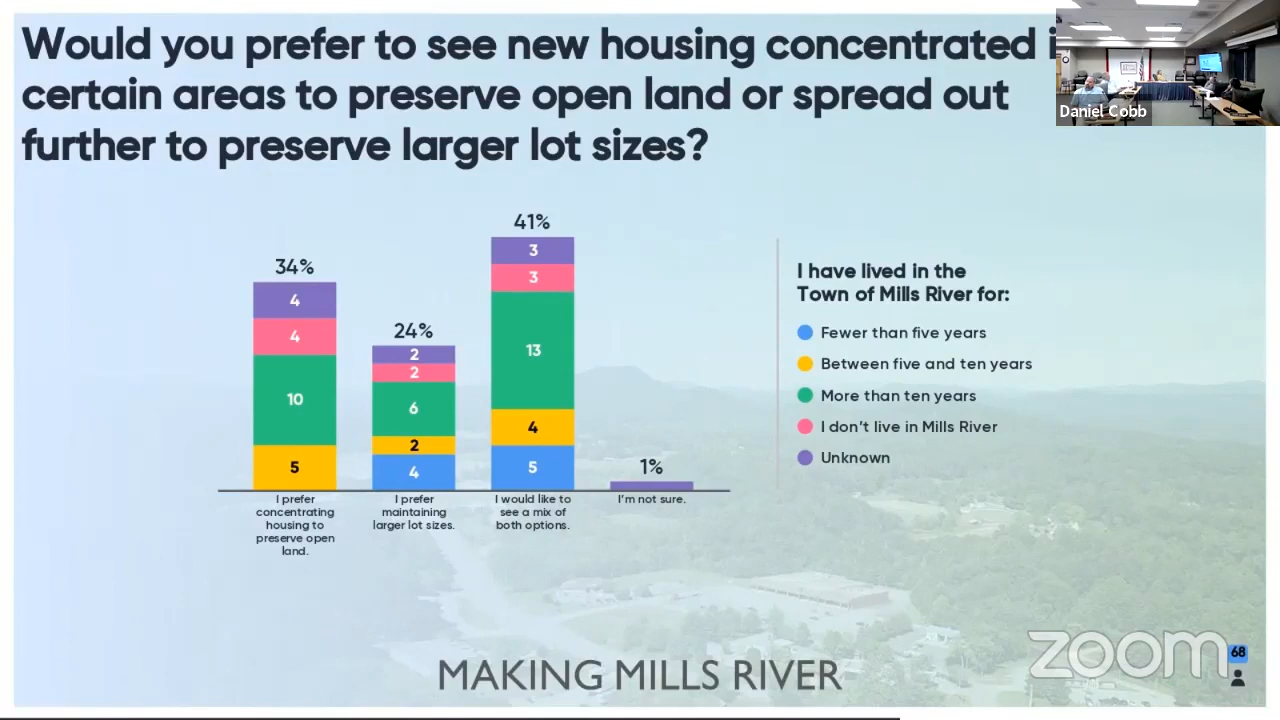 Would you prefer to see new housing concentrated i
certain areas to preserve open land or spread out
further to preserve larger lot sizes?
Daniel Cobb
34%
4
4
10
5
I prefer
concentrating
housing to
preserve open
land.
24%
2
2
6
2
4
I prefer
maintaining
larger lot sizes.
41%
3
3
13
4
5
I would like to
see a mix of
both options.
1%
I'm not sure.
I have lived in the
Town of Mills River for:
Fewer than five years
Between five and ten years
More than ten years
I don't live in Mills River
Unknown
MAKING MILLS RIVER
zoom
68